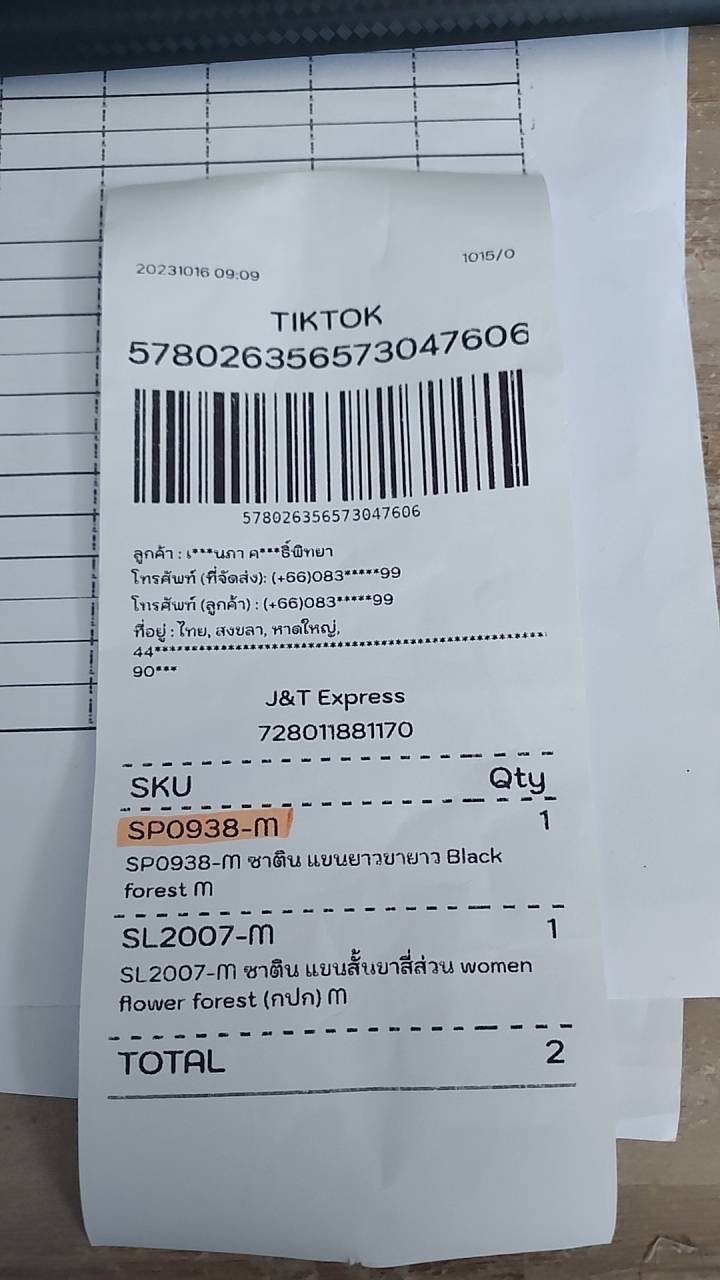 20231016 09:09
1015/0
TIKTOK
578026356573047606
578026356573047606
ลูกค้า : เ***นภา ค***ธิ์พิทยา
โทรศัพท์ (ที่จัดส่ง): (+66)083*****99
โทรศัพท์ (ลูกค้า) : (+66)083*****99
ที่อยู่ : ไทย, สงขลา, หาดใหญ่,
44************************************************
90***
J&T Express
728011881170
SKU Qty
SP0938-M 1
SP0938-M ซาติน แขนยาวขายาว Black
forest M
SL2007-M 1
SL2007-M ซาติน แขนสั้นขาสี่ส่วน women
flower forest (กปก) M
TOTAL 2